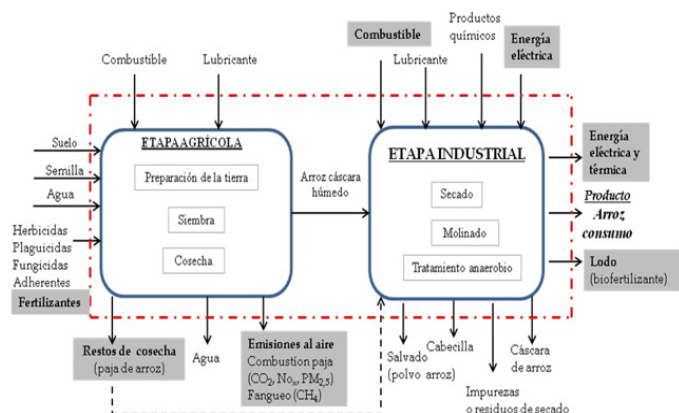 Combustible
Lubricante
Combustible
Lubricante
Productos
químicos
Energía
eléctrica
Suelo
Semilla
Agua
Herbicidas
Plaguicidas
Fungicidas
Adherentes
Fertilizantes
ETAPA AGRÍCOLA
Preparación de la tierra
Siembra
Cosecha
Arroz cáscara
húmedo
ETAPA INDUSTRIAL
Secado
Molinado
Tratamiento anaerobio
Energía
eléctrica y
térmica
Producto
Arroz
consumo
Lodo
(biofertilizante)
Restos de cosecha
(paja de arroz)
Agua
Emisiones al aire
Combustíon paja
(CO₂, Noₓ, PM₂,₅)
Fangueo (CH₄)
Salvado
(polvo arroz)
Cabecilla
Impurezas
o residuos de secado
Cáscara
de arroz